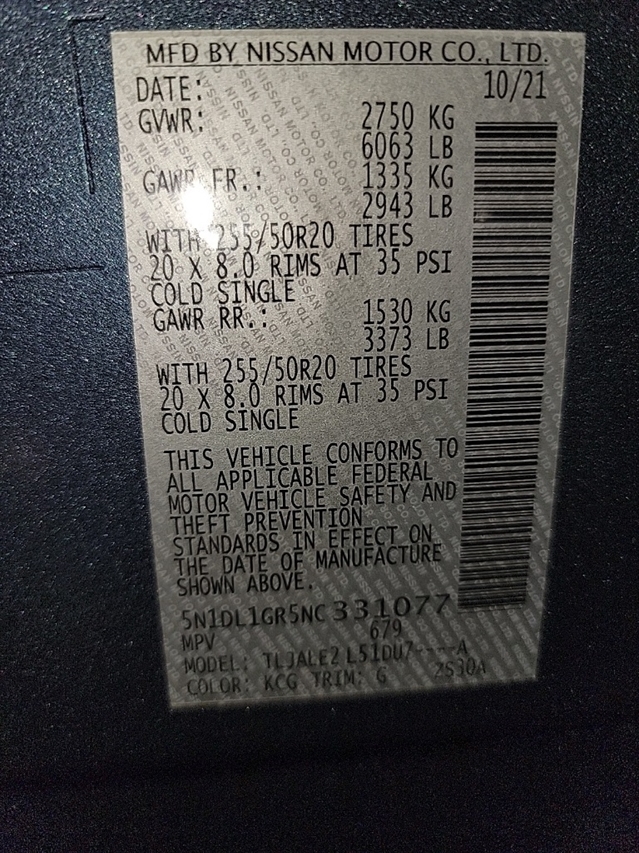 MFD BY NISSAN MOTOR CO., LTD.
DATE: 10/21
GVWR: 2750 KG
6063 LB
GAWR FR.: 1335 KG
2943 LB
WITH 255/50R20 TIRES
20 X 8.0 RIMS AT 35 PSI
COLD SINGLE
GAWR RR.: 1530 KG
3373 LB
WITH 255/50R20 TIRES
20 X 8.0 RIMS AT 35 PSI
COLD SINGLE
THIS VEHICLE CONFORMS TO
ALL APPLICABLE FEDERAL
MOTOR VEHICLE SAFETY AND
THEFT PREVENTION
STANDARDS IN EFFECT ON
THE DATE OF MANUFACTURE
SHOWN ABOVE.
5N1DL1GR5NC331077
MPV 679
MODEL: TLJALE2 L51DU7----A
COLOR: KCG TRIM: G 2S30A